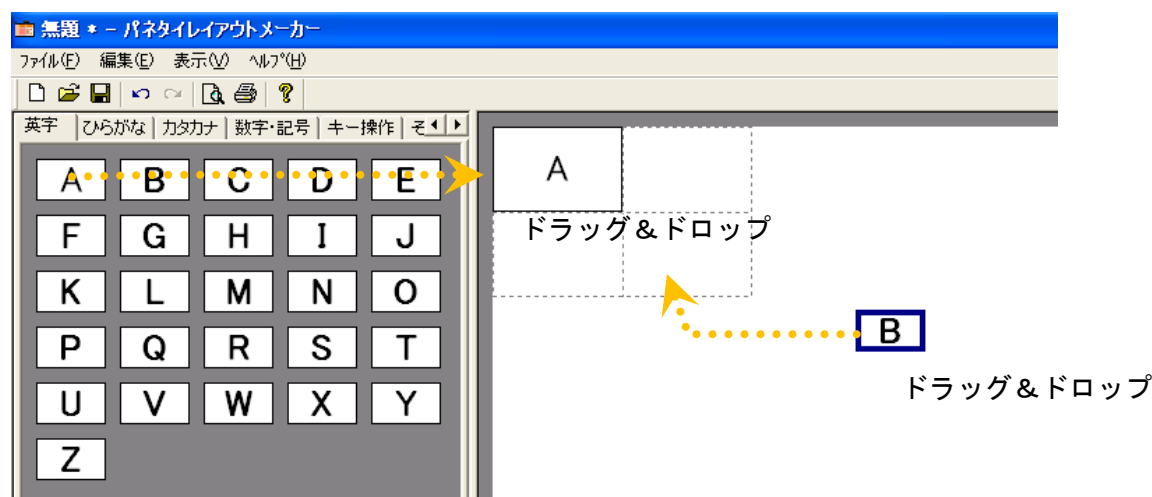 無題 * - パネタイレイアウトメーカー
ファイル(F) 編集(E) 表示(V) ヘルプ(H)
英字 ひらがな カタカナ 数字・記号 キー操作 そ
A B C D E
F G H I J
K L M N O
P Q R S T
U V W X Y
Z
A
ドラッグ＆ドロップ
B
ドラッグ＆ドロップ